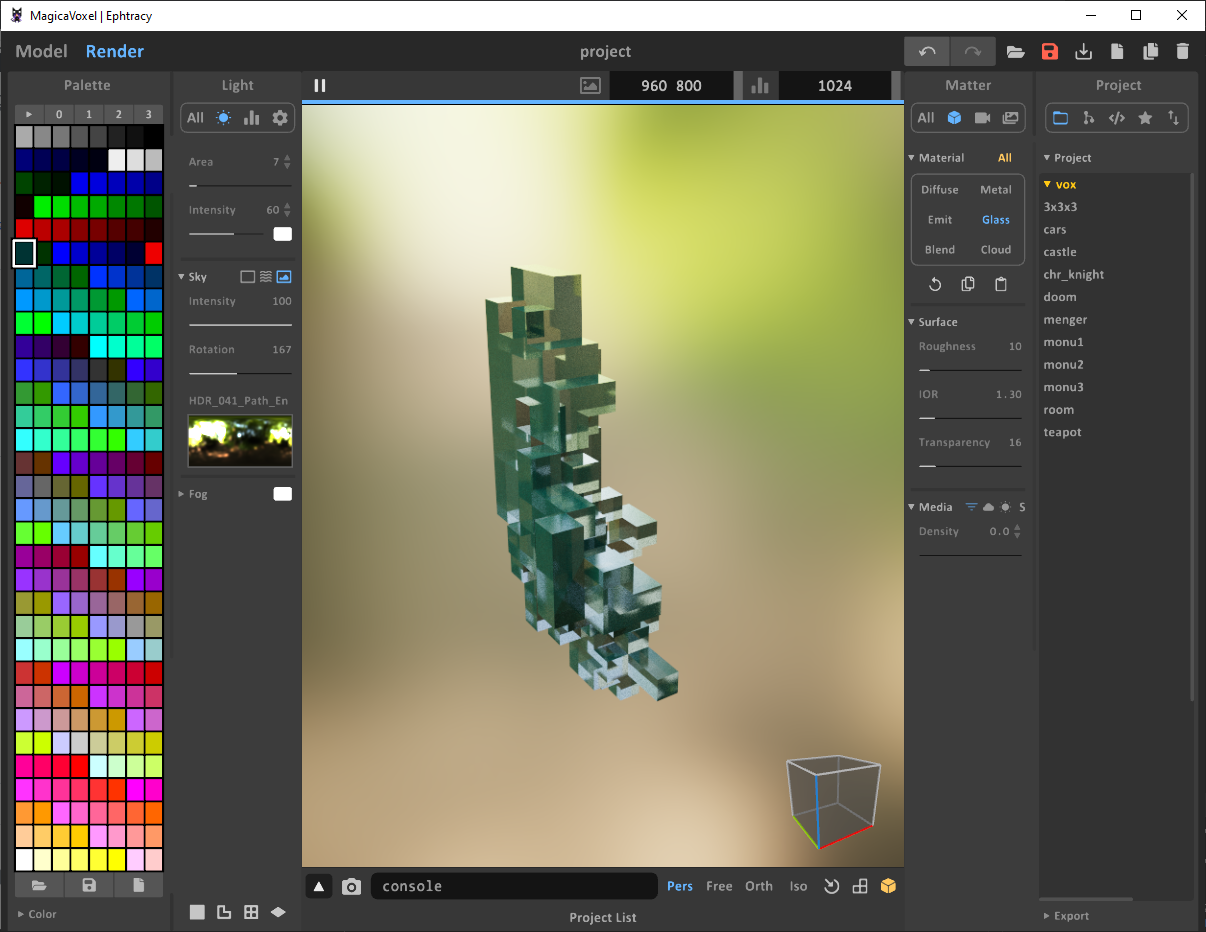 MagicaVoxel | Ephtracy
Model Render
project
Palette
0 1 2 3
Color
Light
All
Area 7
Intensity 60
Sky
Intensity 100
Rotation 167
HDR_041_Path_En
Fog
960 800
1024
console
Pers Free Orth Iso
Project List
Matter
All
Material All
Diffuse Metal
Emit Glass
Blend Cloud
Surface
Roughness 10
IOR 1.30
Transparency 16
Media S
Density 0.0
Project
Project
vox
3x3x3
cars
castle
chr_knight
doom
menger
monu1
monu2
monu3
room
teapot
Export